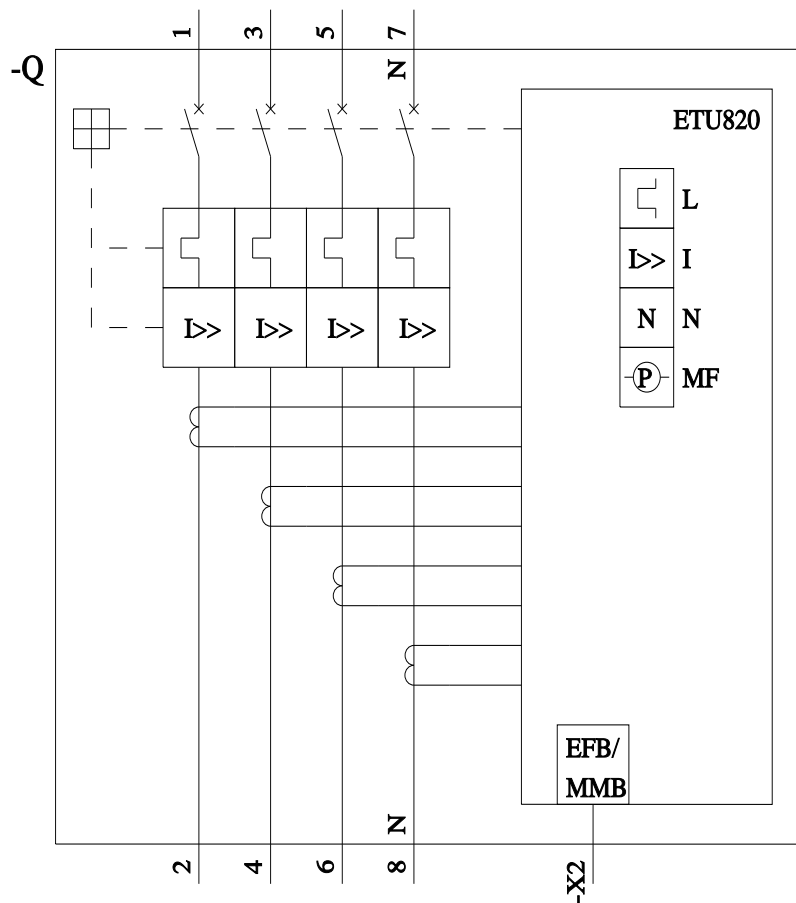 1 3 5 7
-Q
N
ETU820
L
I>> I
N N
I>> I>> I>> I>>
P MF
EFB/
MMB
N
2 4 6 8 -X2